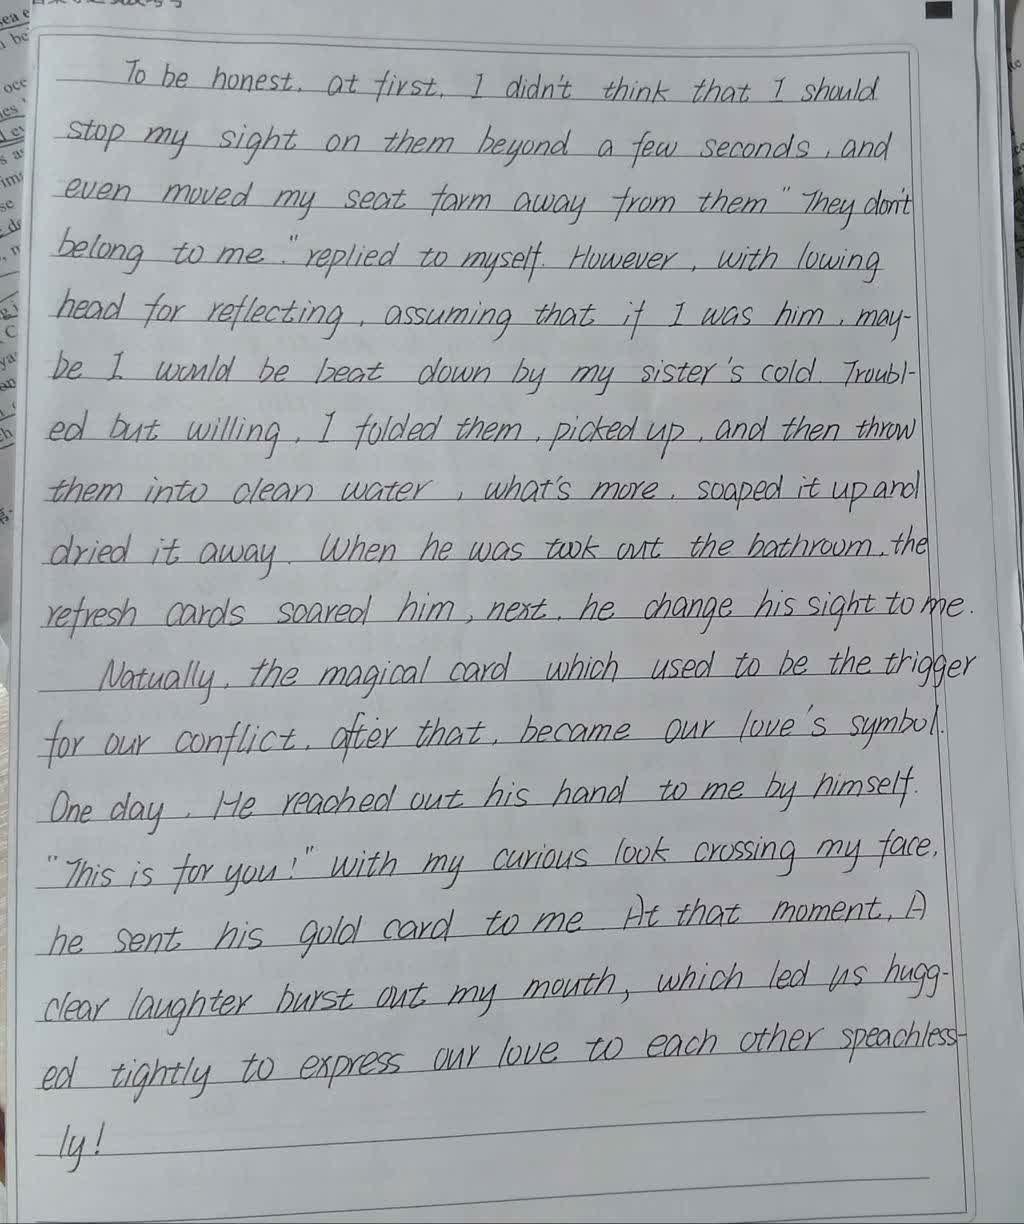 To be honest, at first, I didn't think that I should
stop my sight on them beyond a few seconds, and
even moved my seat farm away from them " They don't
belong to me." replied to myself. However, with lowing
head for reflecting, assuming that if I was him, may-
be I would be beat down by my sister's cold. Troubl-
ed but willing, I folded them, picked up, and then throw
them into clean water, what's more, soaped it up and
dried it away. When he was took out the bathroom, the
refresh cards soared him, next, he change his sight to me.
Natually, the magical card which used to be the trigger
for our conflict, after that, became our love's symbol.
One day, He reached out his hand to me by himself.
"This is for you!" with my curious look crossing my face,
he sent his gold card to me. At that moment, A
clear laughter burst out my mouth, which led us hugg-
ed tightly to express our love to each other speachless-
ly!